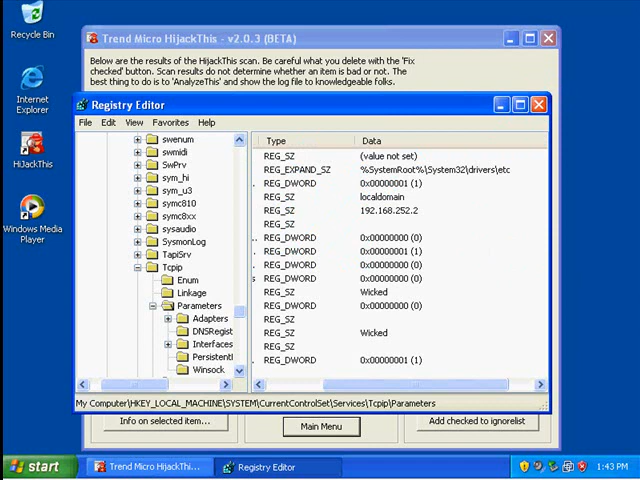 Recycle Bin
Internet
Explorer
HiJackThis
Windows Media
Player
Trend Micro HijackThis - v2.0.3 (BETA)
Below are the results of the HijackThis scan. Be careful what you delete with the 'Fix
checked' button. Scan results do not determine whether an item is bad or not. The
best thing to do is 'AnalyzeThis' and show the log file to knowledgeable folks.
Registry Editor
File Edit View Favorites Help
swenum
swmidi
SwPrv
sym_hi
sym_u3
symc810
symc8xx
sysaudio
SysmonLog
TapiSrv
Tcpip
Enum
Linkage
Parameters
Adapters
DNSRegist
Interfaces
Persistent
Winsock
Type Data
REG_SZ (value not set)
REG_EXPAND_SZ %SystemRoot%\System32\drivers\etc
REG_DWORD 0x00000001 (1)
REG_SZ localdomain
REG_SZ 192.168.252.2
REG_SZ
REG_DWORD 0x00000000 (0)
REG_DWORD 0x00000001 (1)
REG_DWORD 0x00000000 (0)
REG_DWORD 0x00000000 (0)
REG_SZ Wicked
REG_DWORD 0x00000000 (0)
REG_SZ
REG_SZ Wicked
REG_SZ
REG_DWORD 0x00000001 (1)
My Computer\HKEY_LOCAL_MACHINE\SYSTEM\CurrentControlSet\Services\Tcpip\Parameters
Info on selected item...
Main Menu
Add checked to ignorelist
start
Trend Micro HijackThi...
Registry Editor
1:43 PM